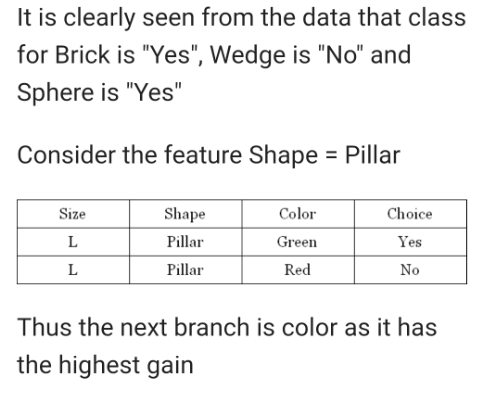 It is clearly seen from the data that class
for Brick is "Yes", Wedge is "No" and
Sphere is "Yes"
Consider the feature Shape = Pillar
Size Shape Color Choice
L Pillar Green Yes
L Pillar Red No
Thus the next branch is color as it has
the highest gain